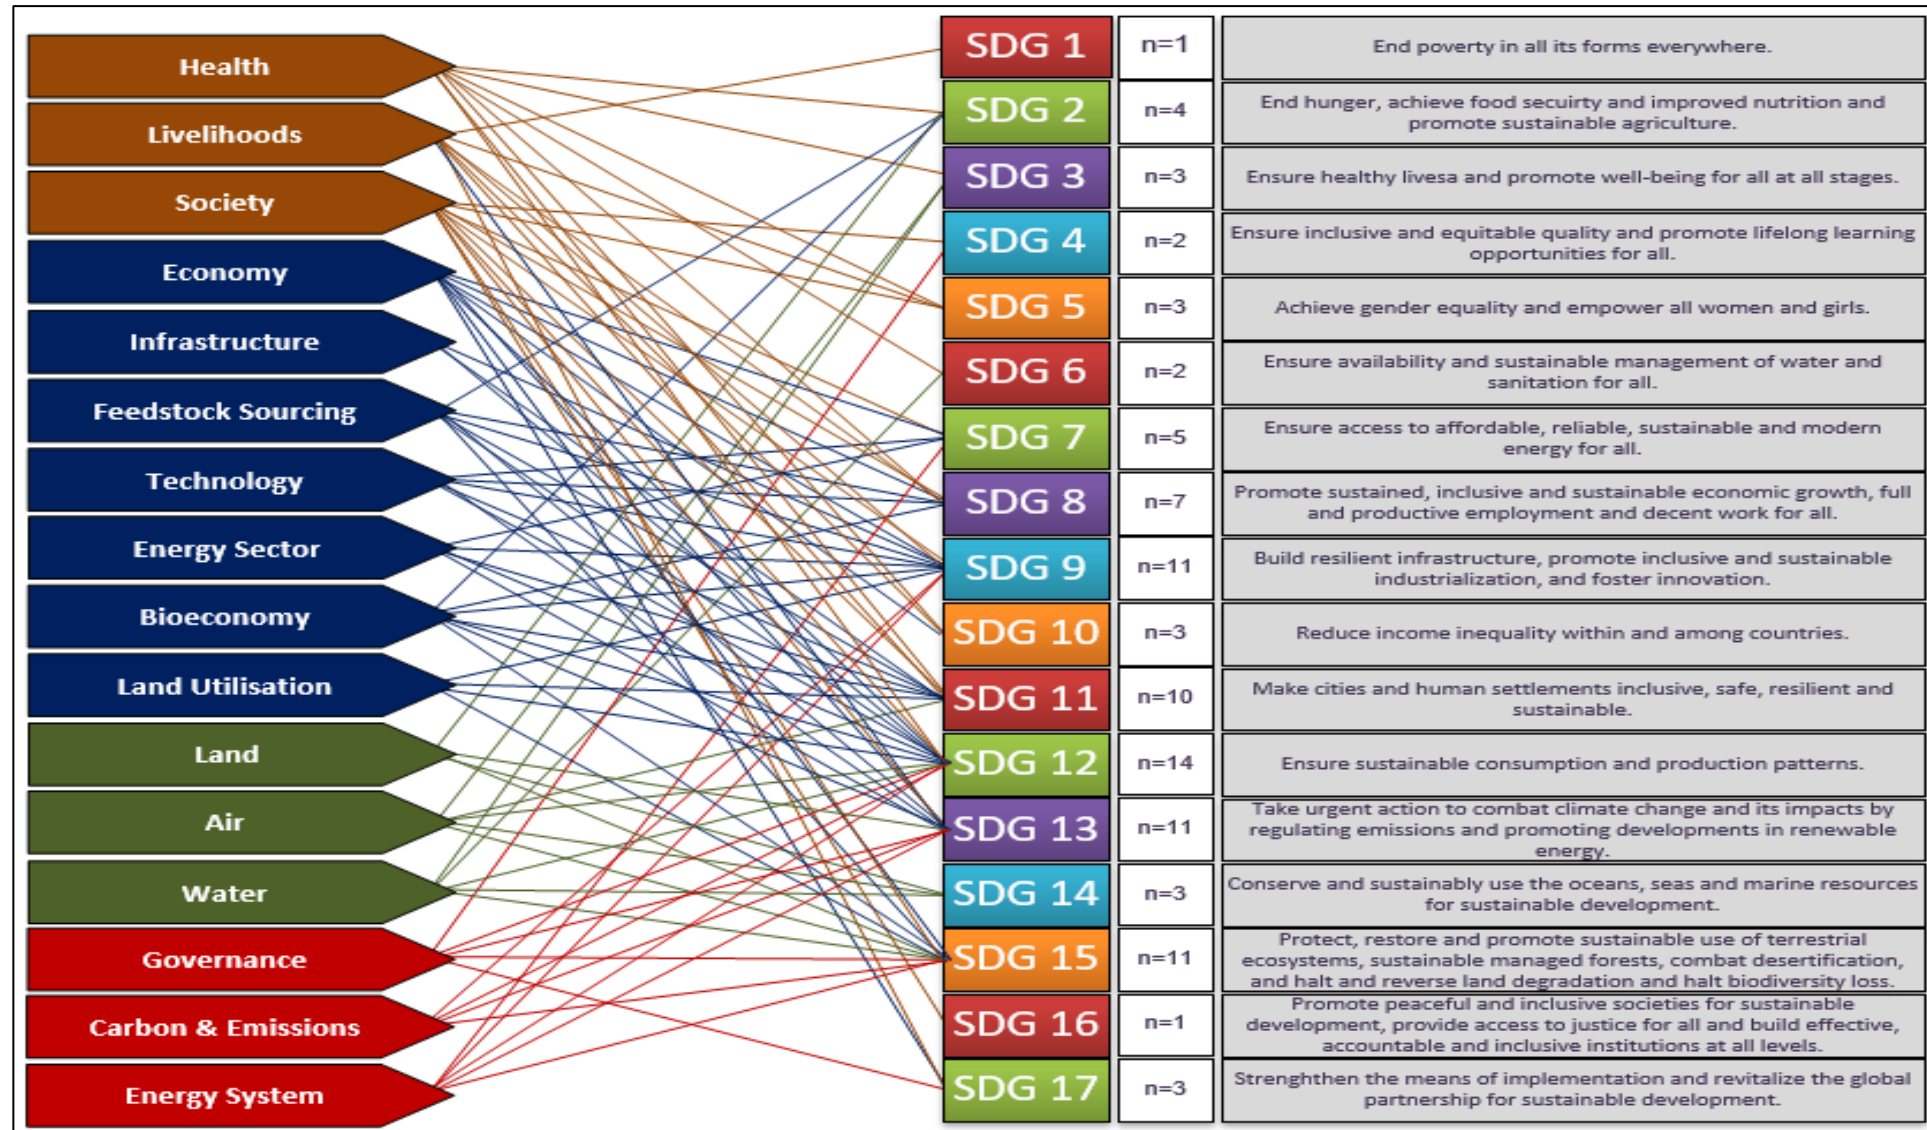 Health
Livelihoods
Society
Economy
Infrastructure
Feedstock Sourcing
Technology
Energy Sector
Bioeconomy
Land Utilisation
Land
Air
Water
Governance
Carbon & Emissions
Energy System
SDG 1
n=1
End poverty in all its forms everywhere.
SDG 2
n=4
End hunger, achieve food secuirty and improved nutrition and
promote sustainable agriculture.
SDG 3
n=3
Ensure healthy livesa and promote well-being for all at all stages.
SDG 4
n=2
Ensure inclusive and equitable quality and promote lifelong learning
opportunities for all.
SDG 5
n=3
Achieve gender equality and empower all women and girls.
SDG 6
n=2
Ensure availability and sustainable management of water and
sanitation for all.
SDG 7
n=5
Ensure access to affordable, reliable, sustainable and modern
energy for all.
SDG 8
n=7
Promote sustained, inclusive and sustainable economic growth, full
and productive employment and decent work for all.
SDG 9
n=11
Build resilient infrastructure, promote inclusive and sustainable
industrialization, and foster innovation.
SDG 10
n=3
Reduce income inequality within and among countries.
SDG 11
n=10
Make cities and human settlements inclusive, safe, resilient and
sustainable.
SDG 12
n=14
Ensure sustainable consumption and production patterns.
SDG 13
n=11
Take urgent action to combat climate change and its impacts by
regulating emissions and promoting developments in renewable
energy.
SDG 14
n=3
Conserve and sustainably use the oceans, seas and marine resources
for sustainable development.
SDG 15
n=11
Protect, restore and promote sustainable use of terrestrial
ecosystems, sustainable managed forests, combat desertification,
and halt and reverse land degradation and halt biodiversity loss.
SDG 16
n=1
Promote peaceful and inclusive societies for sustainable
development, provide access to justice for all and build effective,
accountable and inclusive institutions at all levels.
SDG 17
n=3
Strenghthen the means of implementation and revitalize the global
partnership for sustainable development.